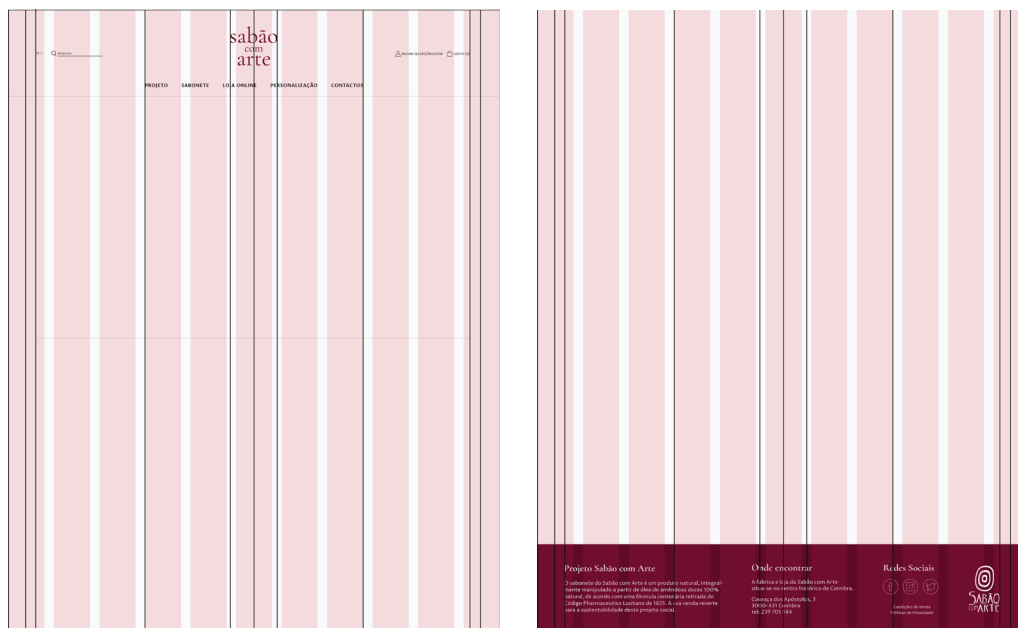 sabão
com
arte
Pesquisar
INICIAR SESSÃO/REGISTAR
CESTO (0)
PROJETO SABONETE LOJA ONLINE PERSONALIZAÇÃO CONTACTOS
Projeto Sabão com Arte
O sabonete do Sabão com Arte é um produto natural, integral-
mente manipulado a partir de óleo de amêndoas doces 100%
natural, de acordo com uma fórmula centenária retirada do
Código Pharmaceutico Lusitano de 1835. A sua venda reverte
para a sustentabilidade deste projeto social.
Onde encontrar
A fábrica e loja da Sabão com Arte
situa-se no centro histórico de Coimbra.
Couraça dos Apóstolos, 3
3000-431 Coimbra
tel: 239 705 184
Redes Sociais
Condições de Venda
Políticas de Privacidade
SABÃO
COM ARTE